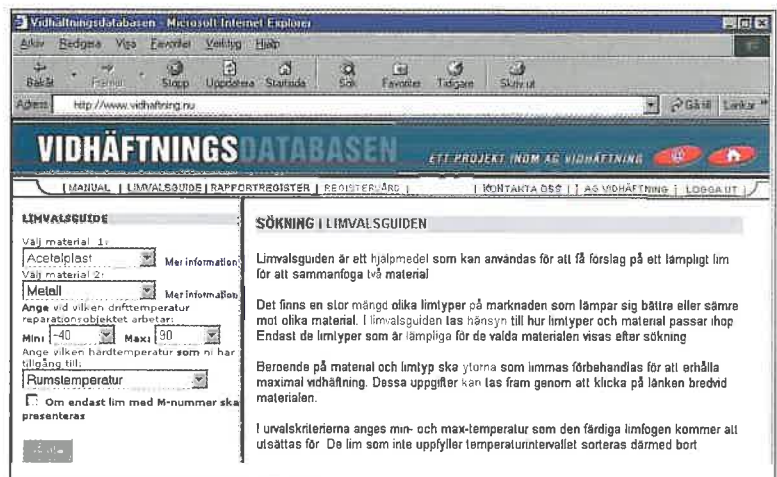 Vidhäftningsdatabasen - Microsoft Internet Explorer
Arkiv Redigera Visa Favoriter Verktyg Hjälp
Bakåt Framåt Stopp Uppdatera Startsida Sök Favoriter Tidigare Skriv ut
Adress http://www.vidhaftning.nu Gå till Länkar »
VIDHÄFTNINGSDATABASEN ETT PROJEKT INOM AG VIDHÄFTNING
| MANUAL | LIMVALSGUIDE | RAPPORTREGISTER | REGISTERVÅRD | | KONTAKTA OSS | | AG VIDHÄFTNING | LOGGA UT |
LIMVALSGUIDE
Välj material 1:
Acetalplast Mer information
Välj material 2:
Metall Mer information
Ange vid vilken drifttemperatur
reparationsobjektet arbetar:
Min: -40 Max: 90
Ange vilken härdtemperatur som ni har
tillgång till:
Rumstemperatur
Om endast lim med M-nummer ska
presenteras
SÖKNING I LIMVALSGUIDEN
Limvalsguiden är ett hjälpmedel som kan användas för att få förslag på ett lämpligt lim
för att sammanfoga två material
Det finns en stor mängd olika limtyper på marknaden som lämpar sig bättre eller sämre
mot olika material. I limvalsguiden tas hänsyn till hur limtyper och material passar ihop
Endast de limtyper som är lämpliga för de valda materialen visas efter sökning
Beroende på material och limtyp ska ytorna som limmas förbehandlas för att erhålla
maximal vidhäftning. Dessa uppgifter kan tas fram genom att klicka på länken bredvid
materialen.
I urvalskriterierna anges min- och max-temperatur som den färdiga limfogen kommer att
utsättas för De lim som inte uppfyller temperaturintervallet sorteras därmed bort